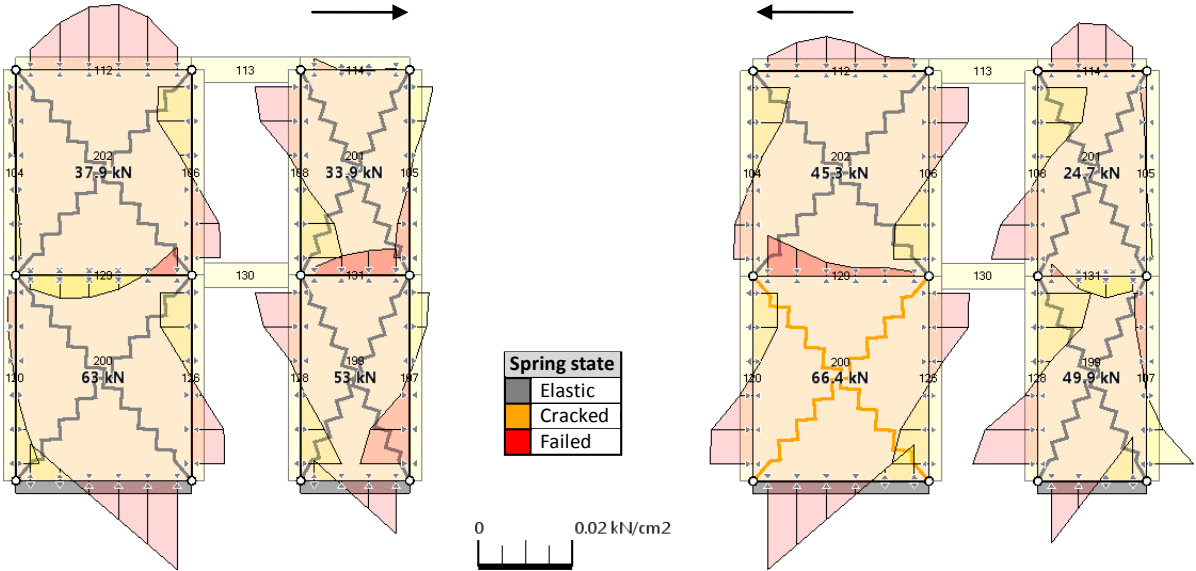 112
113
114
112
113
114
202
37.9 kN
201
33.9 kN
202
45.3 kN
201
24.7 kN
104
106
108
105
104
106
108
105
129
130
131
129
130
131
200
63 kN
199
53 kN
200
66.4 kN
199
49.9 kN
120
126
128
107
120
126
128
107
Spring state
Elastic
Cracked
Failed
0 0.02 kN/cm2